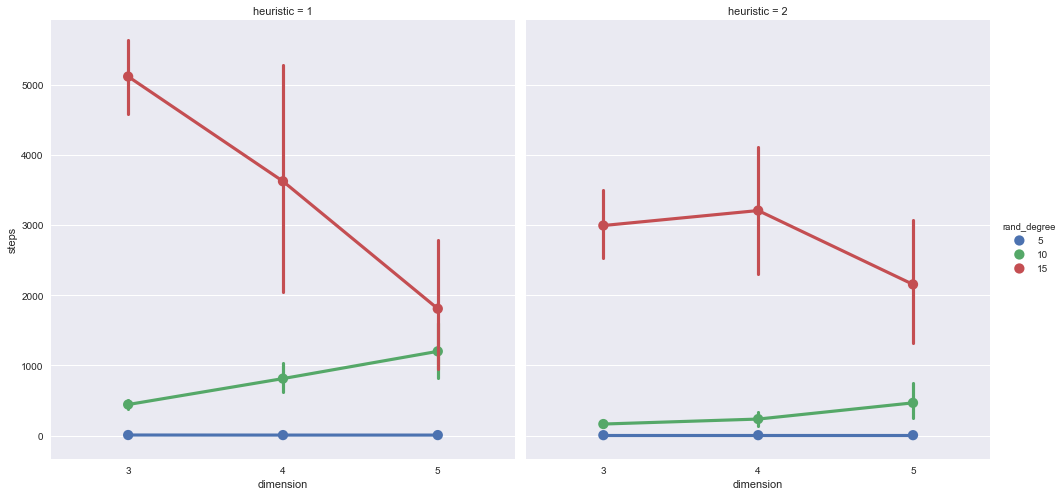 heuristic = 1
heuristic = 2
5000
4000
3000
2000
1000
0
steps
3
4
5
dimension
3
4
5
dimension
rand_degree
5
10
15